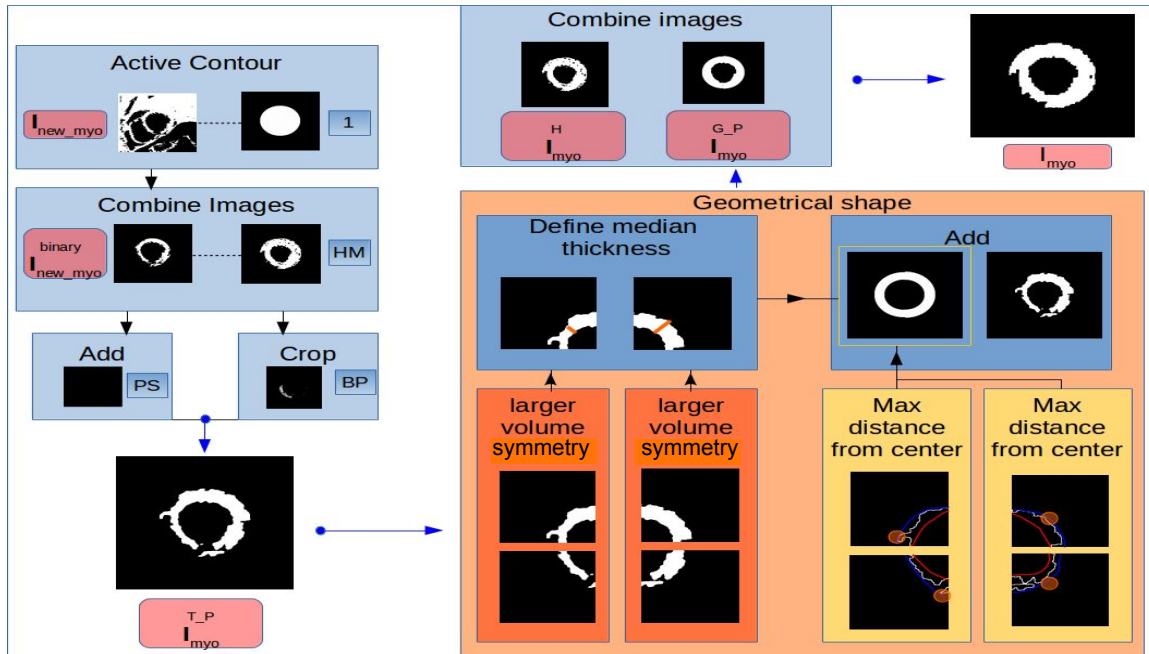 Active Contour
I new_myo
1
Combine Images
binary
I new_myo
HM
Add
PS
Crop
BP
T_P
I myo
Combine images
H
I myo
G_P
I myo
I myo
Geometrical shape
Define median
thickness
Add
larger
volume
symmetry
larger
volume
symmetry
Max
distance
from center
Max
distance
from center